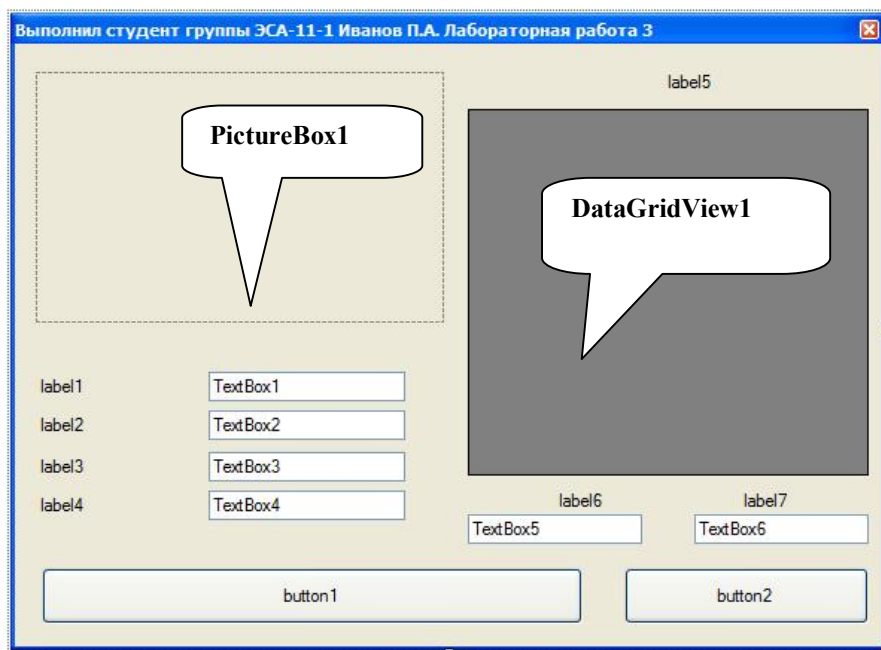 Выполнил студент группы ЭСА-11-1 Иванов П.А. Лабораторная работа 3
label5
PictureBox1
DataGridView1
label1 TextBox1
label2 TextBox2
label3 TextBox3
label4 TextBox4
label6 label7
TextBox5 TextBox6
button1 button2